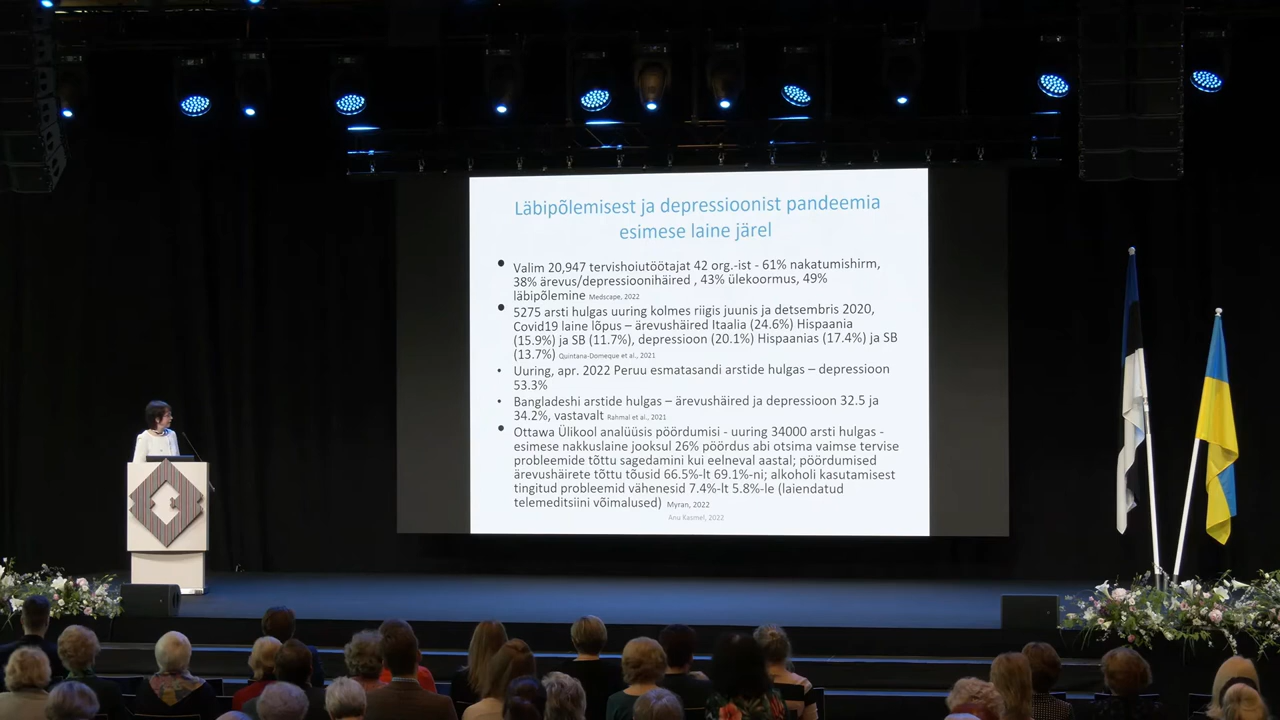 Läbipõlemisest ja depressioonist pandeemia
esimese laine järel
• Valim 20,947 tervishoiutöötajat 42 org.-ist - 61% nakatumishirm,
38% ärevus/depressioonihäired , 43% ülekoormus, 49%
läbipõlemine Medscape, 2022
• 5275 arsti hulgas uuring kolmes riigis juunis ja detsembris 2020,
Covid19 laine lõpus – ärevushäired Itaalia (24.6%) Hispaania
(15.9%) ja SB (11.7%), depressioon (20.1%) Hispaanias (17.4%) ja SB
(13.7%) Quintana-Domeque et al., 2021
• Uuring, apr. 2022 Peruu esmatasandi arstide hulgas – depressioon
53.3%
• Bangladeshi arstide hulgas – ärevushäired ja depressioon 32.5 ja
34.2%, vastavalt Rahmal et al., 2021
• Ottawa Ülikool analüüsis pöördumisi - uuring 34000 arsti hulgas -
esimese nakkuslaine jooksul 26% pöördus abi otsima vaimse tervise
probleemide tõttu sagedamini kui eelneval aastal; pöördumised
ärevushäirete tõttu tõusid 66.5%-lt 69.1%-ni; alkoholi kasutamisest
tingitud probleemid vähenesid 7.4%-lt 5.8%-le (laiendatud
telemeditsiini võimalused) Myran, 2022
Anu Kasmel, 2022